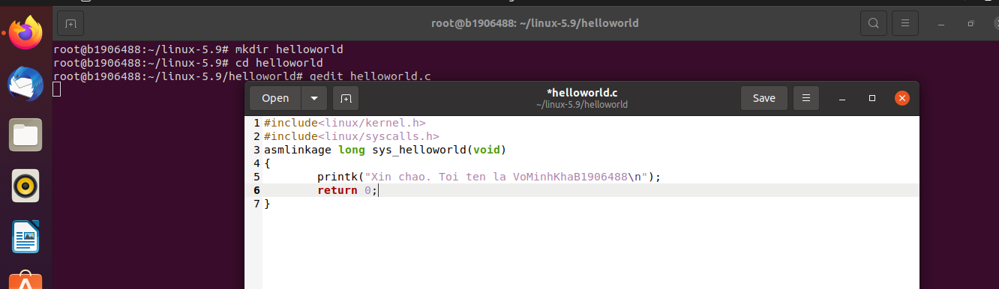 root@b1906488: ~/linux-5.9/helloworld
root@b1906488:~/linux-5.9# mkdir helloworld
root@b1906488:~/linux-5.9# cd helloworld
root@b1906488:~/linux-5.9/helloworld# gedit helloworld.c
Open
*helloworld.c
~/linux-5.9/helloworld
Save
1 #include<linux/kernel.h>
2 #include<linux/syscalls.h>
3 asmlinkage long sys_helloworld(void)
4 {
5 printk("Xin chao. Toi ten la VoMinhKhaB1906488\n");
6 return 0;
7 }